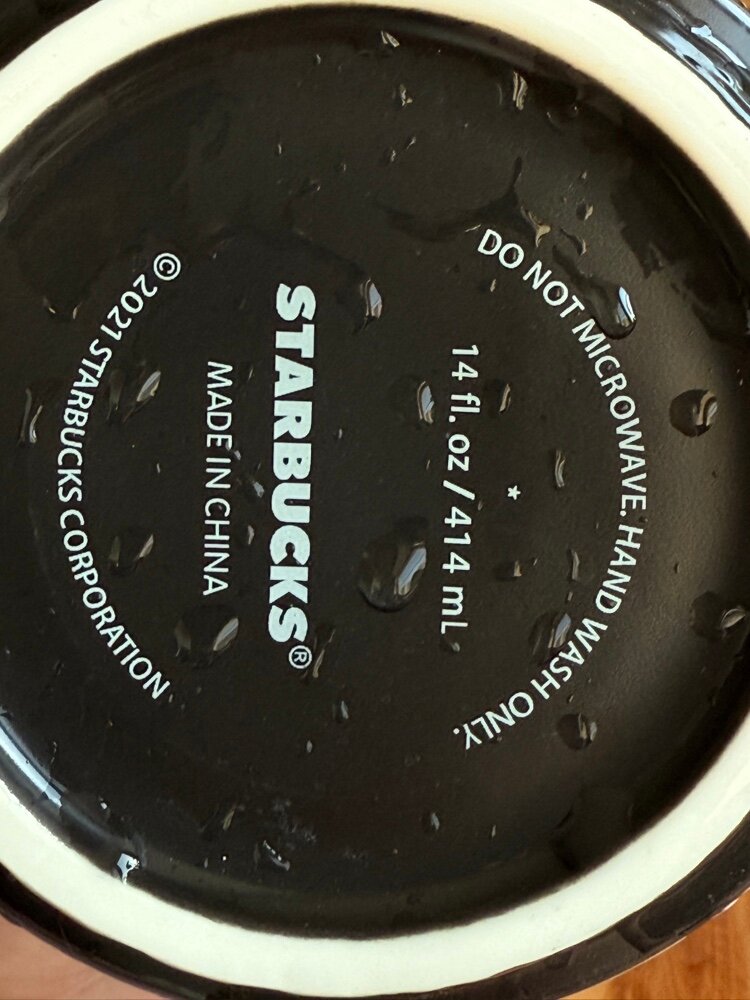 DO NOT MICROWAVE. HAND WASH ONLY.
*
14 fl. oz / 414 mL
STARBUCKS®
MADE IN CHINA
© 2021 STARBUCKS CORPORATION